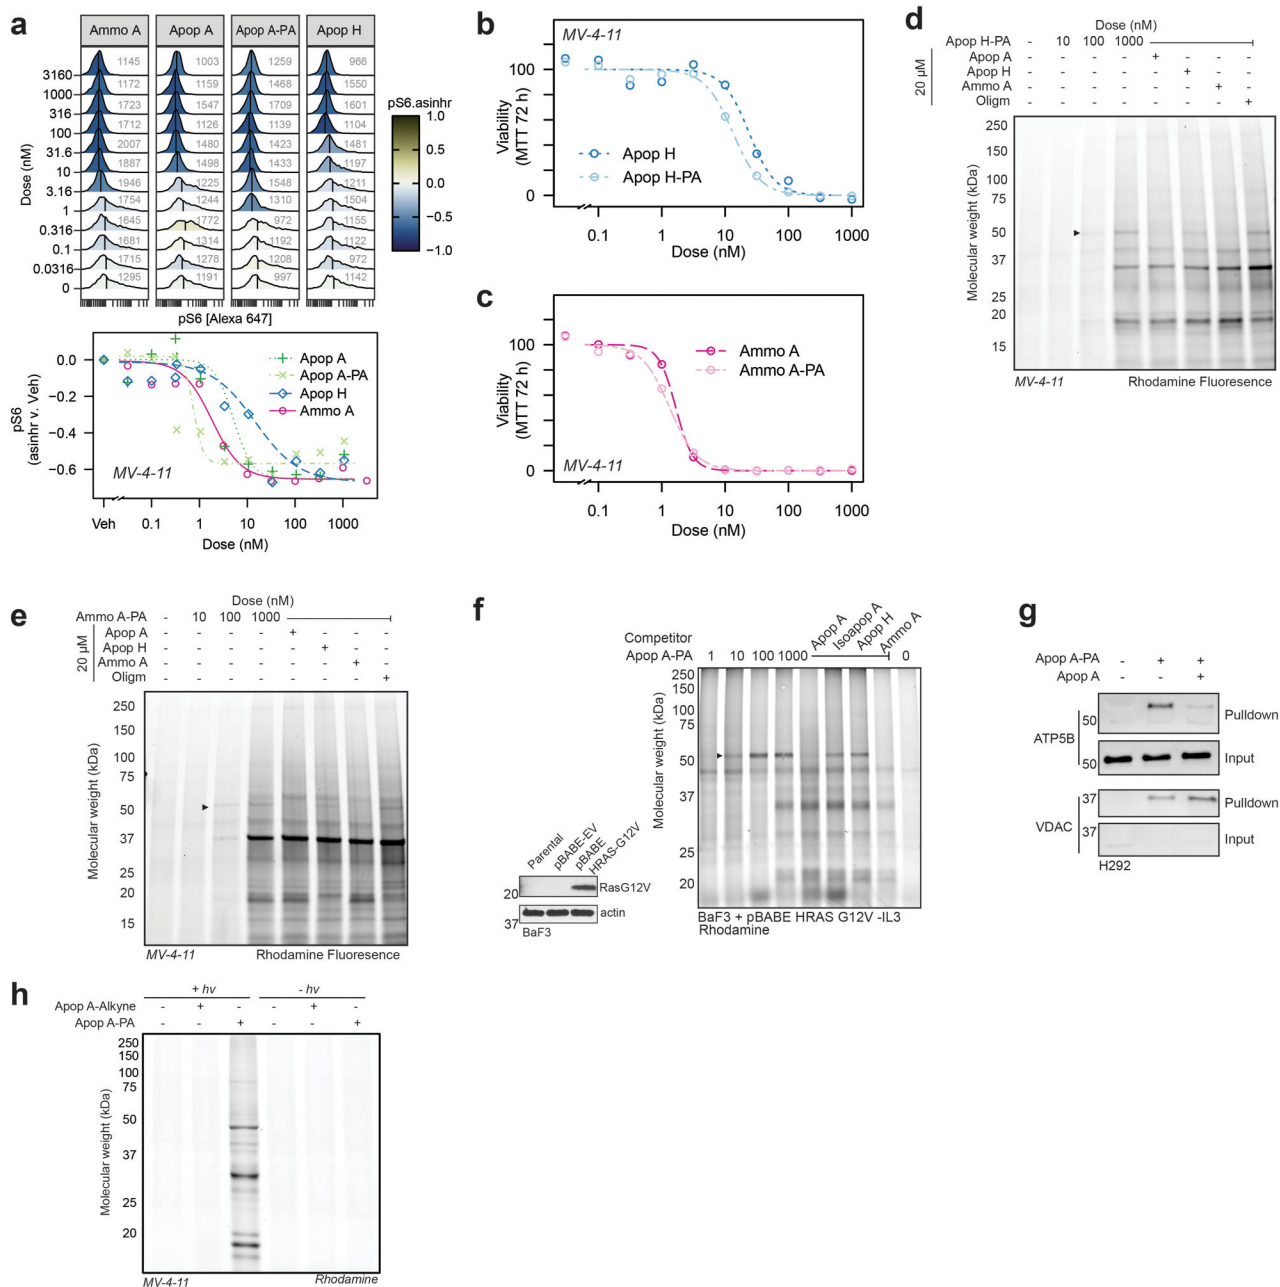 a
Ammo A Apop A Apop A-PA Apop H
3160 1145 1003 1259 966
1000 1172 1159 1468 1550
316 1723 1547 1709 1601
100 1712 1126 1139 1104
31.6 2007 1480 1423 1481
10 1887 1498 1433 1197
3.16 1946 1225 1548 1211
1 1754 1244 1310 1504
0.316 1645 1772 972 1155
0.1 1681 1314 1192 1122
0.0316 1715 1278 1208 972
0 1295 1191 997 1142
Dose (nM)
pS6 [Alexa 647]
pS6.asinhr
1.0
0.5
0.0
−0.5
−1.0
0.0
−0.2
−0.4
−0.6
pS6
(asinhr v. Veh)
Apop A
Apop A-PA
Apop H
Ammo A
MV-4-11
Veh 0.1 1 10 100 1000
Dose (nM)
b
MV-4-11
100
0
Viability
(MTT 72 h)
Apop H
Apop H-PA
0.1 1 10 100 1000
Dose (nM)
c
100
0
Viability
(MTT 72 h)
Ammo A
Ammo A-PA
MV-4-11
0.1 1 10 100 1000
Dose (nM)
d
Dose (nM)
Apop H-PA - 10 100 1000
20 µM
Apop A +
Apop H +
Ammo A +
Oligm +
Molecular weight (kDa)
250
150
100
75
50
37
25
20
15
MV-4-11 Rhodamine Fluoresence
e
Dose (nM)
Ammo A-PA - 10 100 1000
20 µM
Apop A - - - - +
Apop H - - - - +
Ammo A - - - - +
Oligm - - - - +
Molecular weight (kDa)
250
150
100
75
50
37
25
20
15
MV-4-11 Rhodamine Fluoresence
f
Parental
pBABE-EV
pBABE
HRAS-G12V
20 RasG12V
37 actin
BaF3
Competitor Apop A Isoapop A Apop H Ammo A
Apop A-PA 1 10 100 1000 0
Molecular weight (kDa)
250
150
100
75
50
37
25
20
BaF3 + pBABE HRAS G12V -IL3
Rhodamine
g
Apop A-PA - + +
Apop A - - +
ATP5B
50 Pulldown
50 Input
VDAC
37 Pulldown
37 Input
H292
h
+ hv - hv
Apop A-Alkyne - + - - + -
Apop A-PA - - + - - +
Molecular weight (kDa)
250
150
100
75
50
37
25
20
MV-4-11 Rhodamine